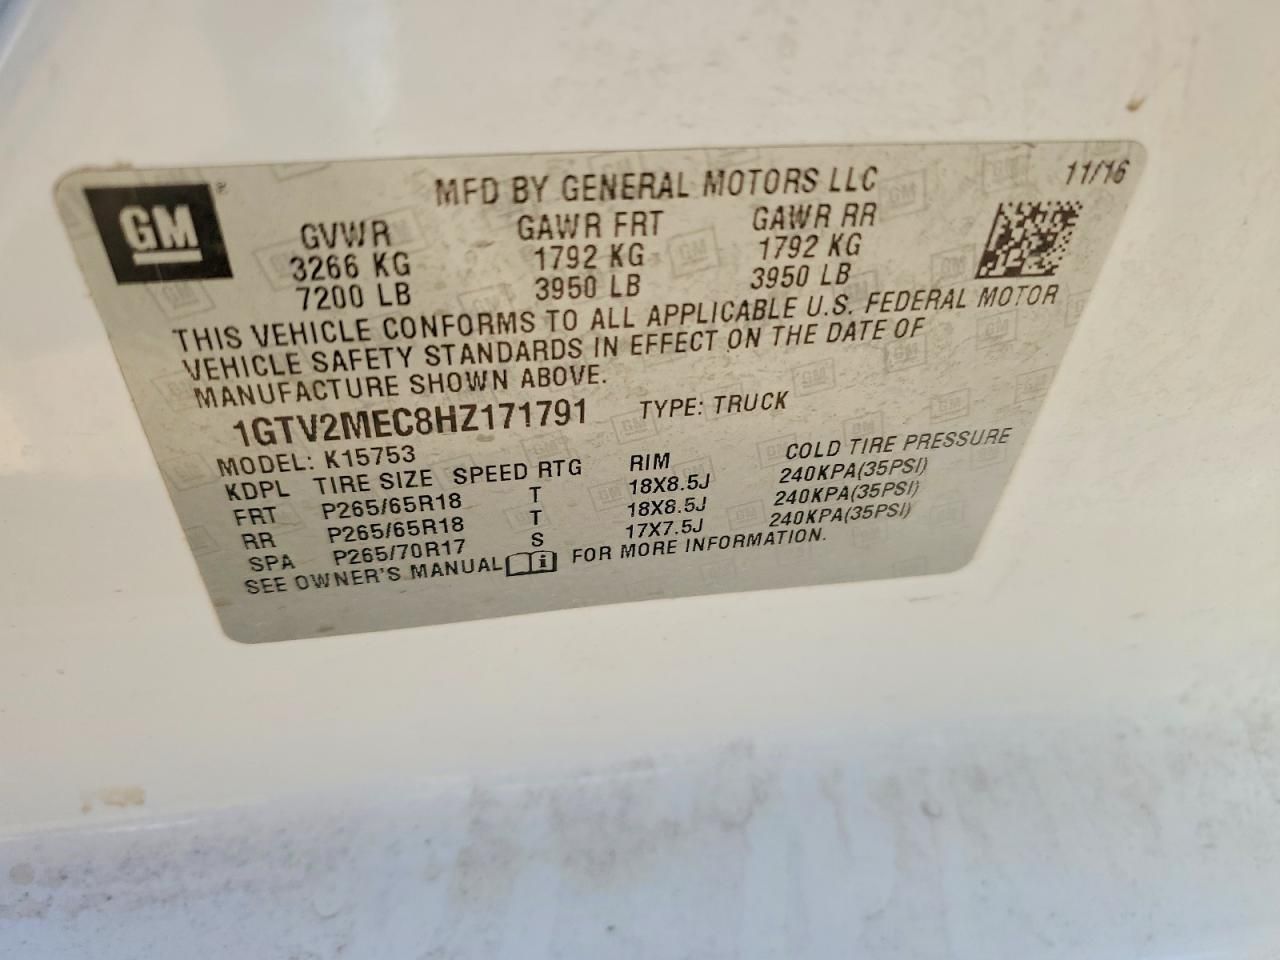 GM®
MFD BY GENERAL MOTORS LLC 11/16
GVWR GAWR FRT GAWR RR
3266 KG 1792 KG 1792 KG
7200 LB 3950 LB 3950 LB
THIS VEHICLE CONFORMS TO ALL APPLICABLE U.S. FEDERAL MOTOR
VEHICLE SAFETY STANDARDS IN EFFECT ON THE DATE OF
MANUFACTURE SHOWN ABOVE.
1GTV2MEC8HZ171791 TYPE: TRUCK
MODEL: K15753
KDPL TIRE SIZE SPEED RTG RIM COLD TIRE PRESSURE
FRT P265/65R18 T 18X8.5J 240KPA(35PSI)
RR P265/65R18 T 18X8.5J 240KPA(35PSI)
SPA P265/70R17 S 17X7.5J 240KPA(35PSI)
SEE OWNER'S MANUAL i FOR MORE INFORMATION.